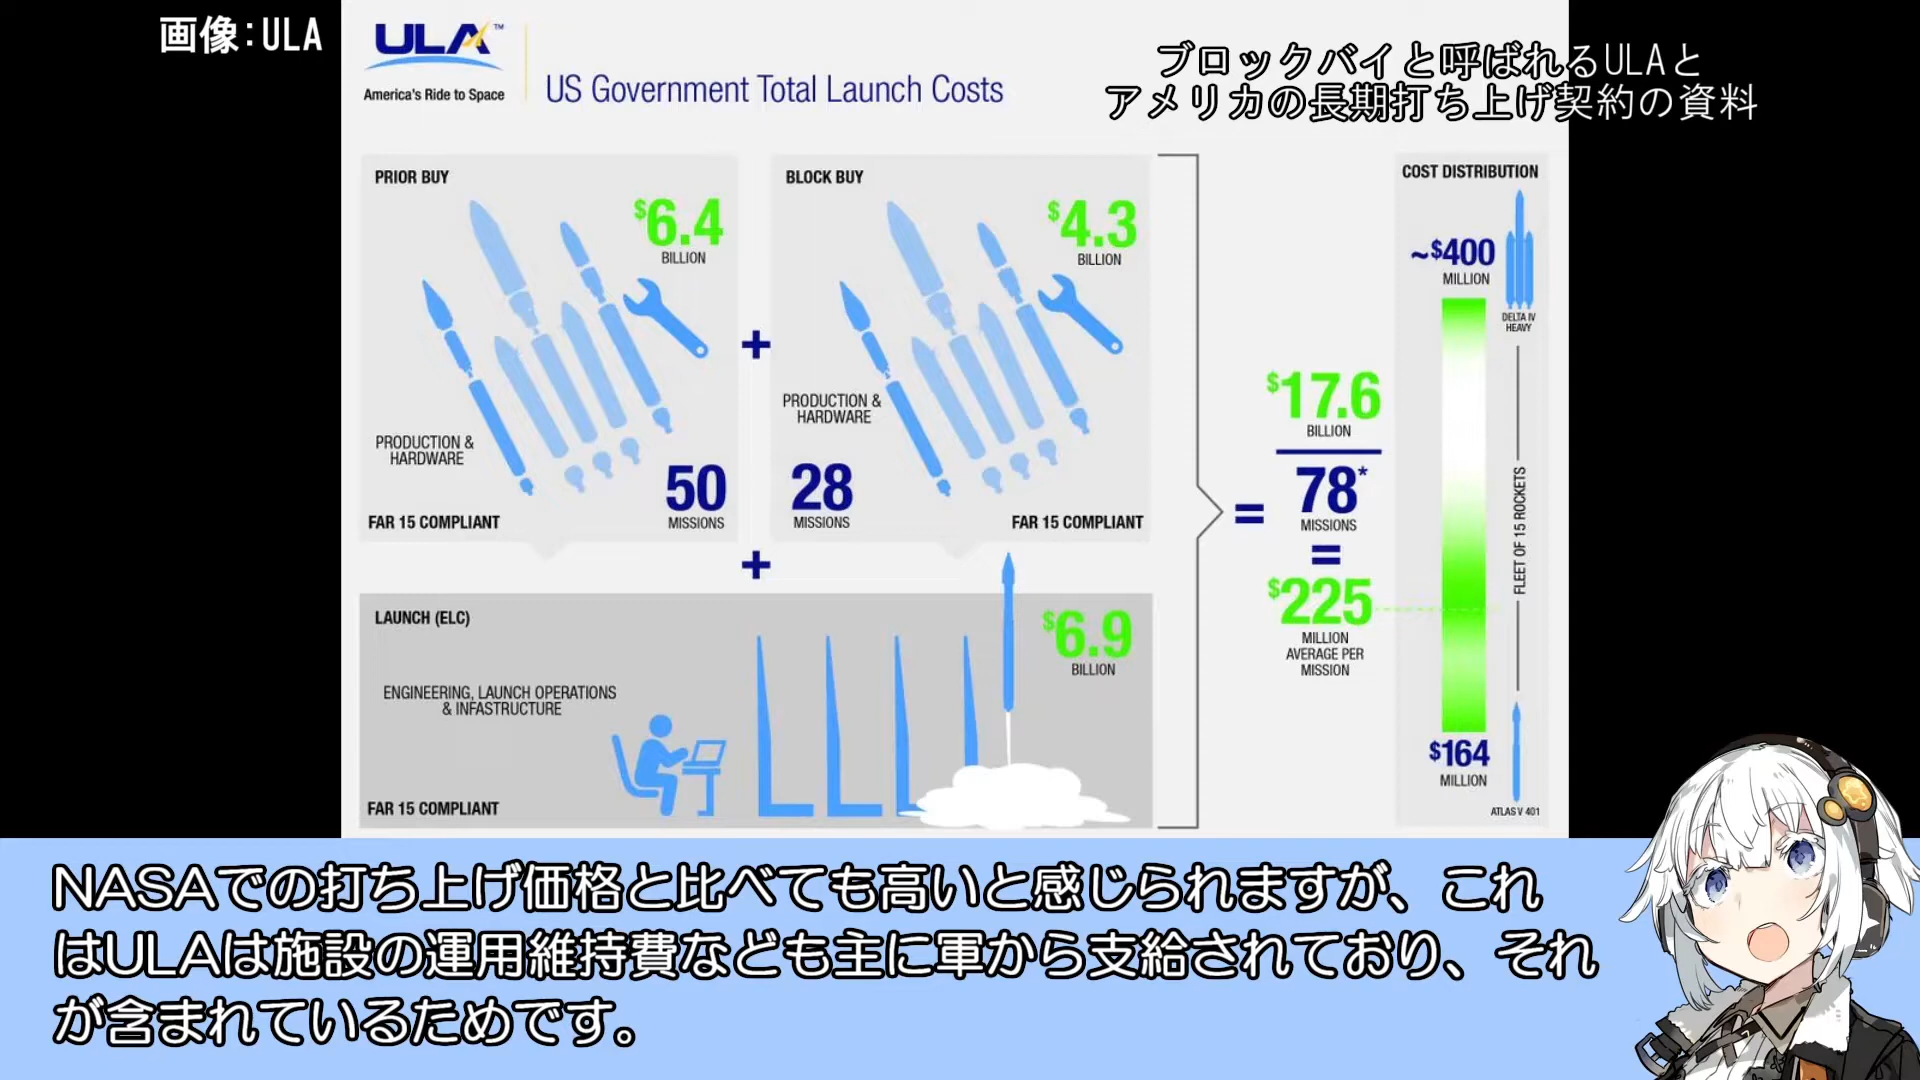 画像:ULA
ULA™
America's Ride to Space
US Government Total Launch Costs
ブロックバイと呼ばれるULAと
アメリカの長期打ち上げ契約の資料
PRIOR BUY
$6.4
BILLION
PRODUCTION &
HARDWARE
50
MISSIONS
FAR 15 COMPLIANT
+
BLOCK BUY
$4.3
BILLION
PRODUCTION &
HARDWARE
28
MISSIONS
FAR 15 COMPLIANT
+
LAUNCH (ELC)
$6.9
BILLION
ENGINEERING, LAUNCH OPERATIONS
& INFASTRUCTURE
FAR 15 COMPLIANT
=
$17.6
BILLION
78*
MISSIONS
=
$225
MILLION
AVERAGE PER
MISSION
COST DISTRIBUTION
~$400
MILLION
DELTA IV
HEAVY
FLEET OF 15 ROCKETS
$164
MILLION
ATLAS V 401
NASAでの打ち上げ価格と比べても高いと感じられますが、これ
はULAは施設の運用維持費なども主に軍から支給されており、それ
が含まれているためです。